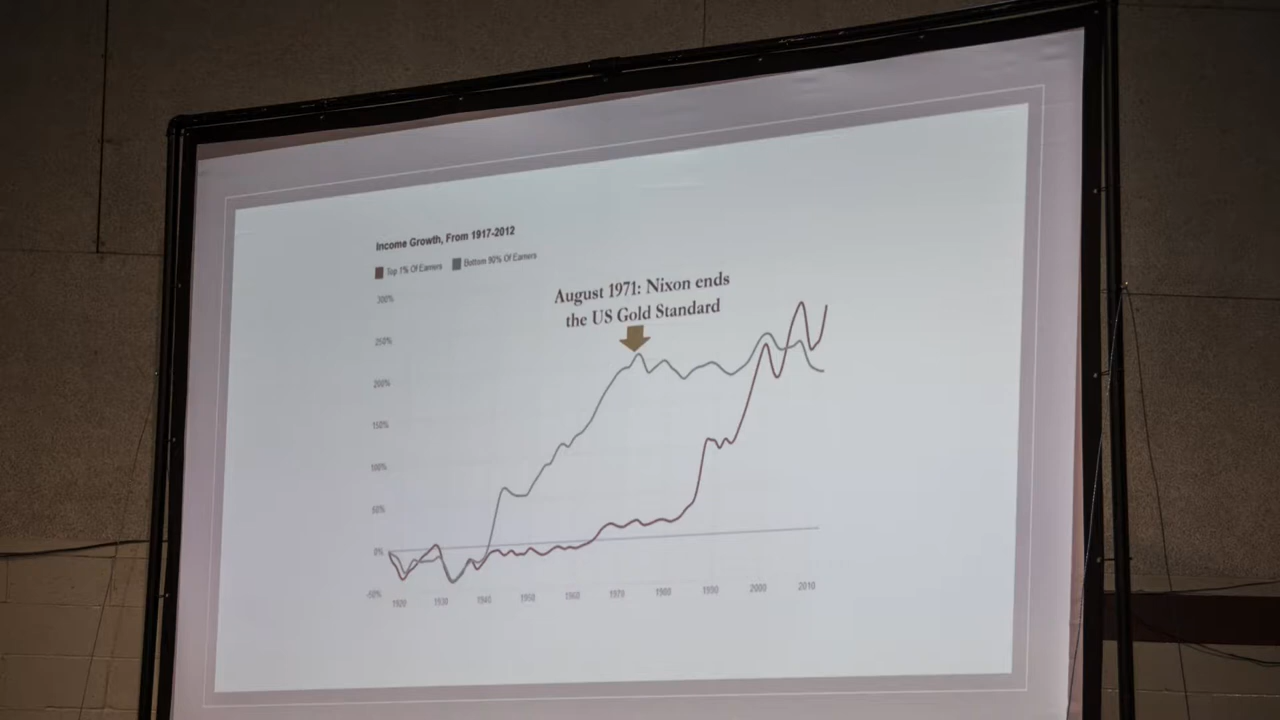 Income Growth, From 1917-2012
Top 1% Of Earners Bottom 90% Of Earners
August 1971: Nixon ends
the US Gold Standard
300%
250%
200%
150%
100%
50%
0%
-50%
1920 1930 1940 1950 1960 1970 1980 1990 2000 2010